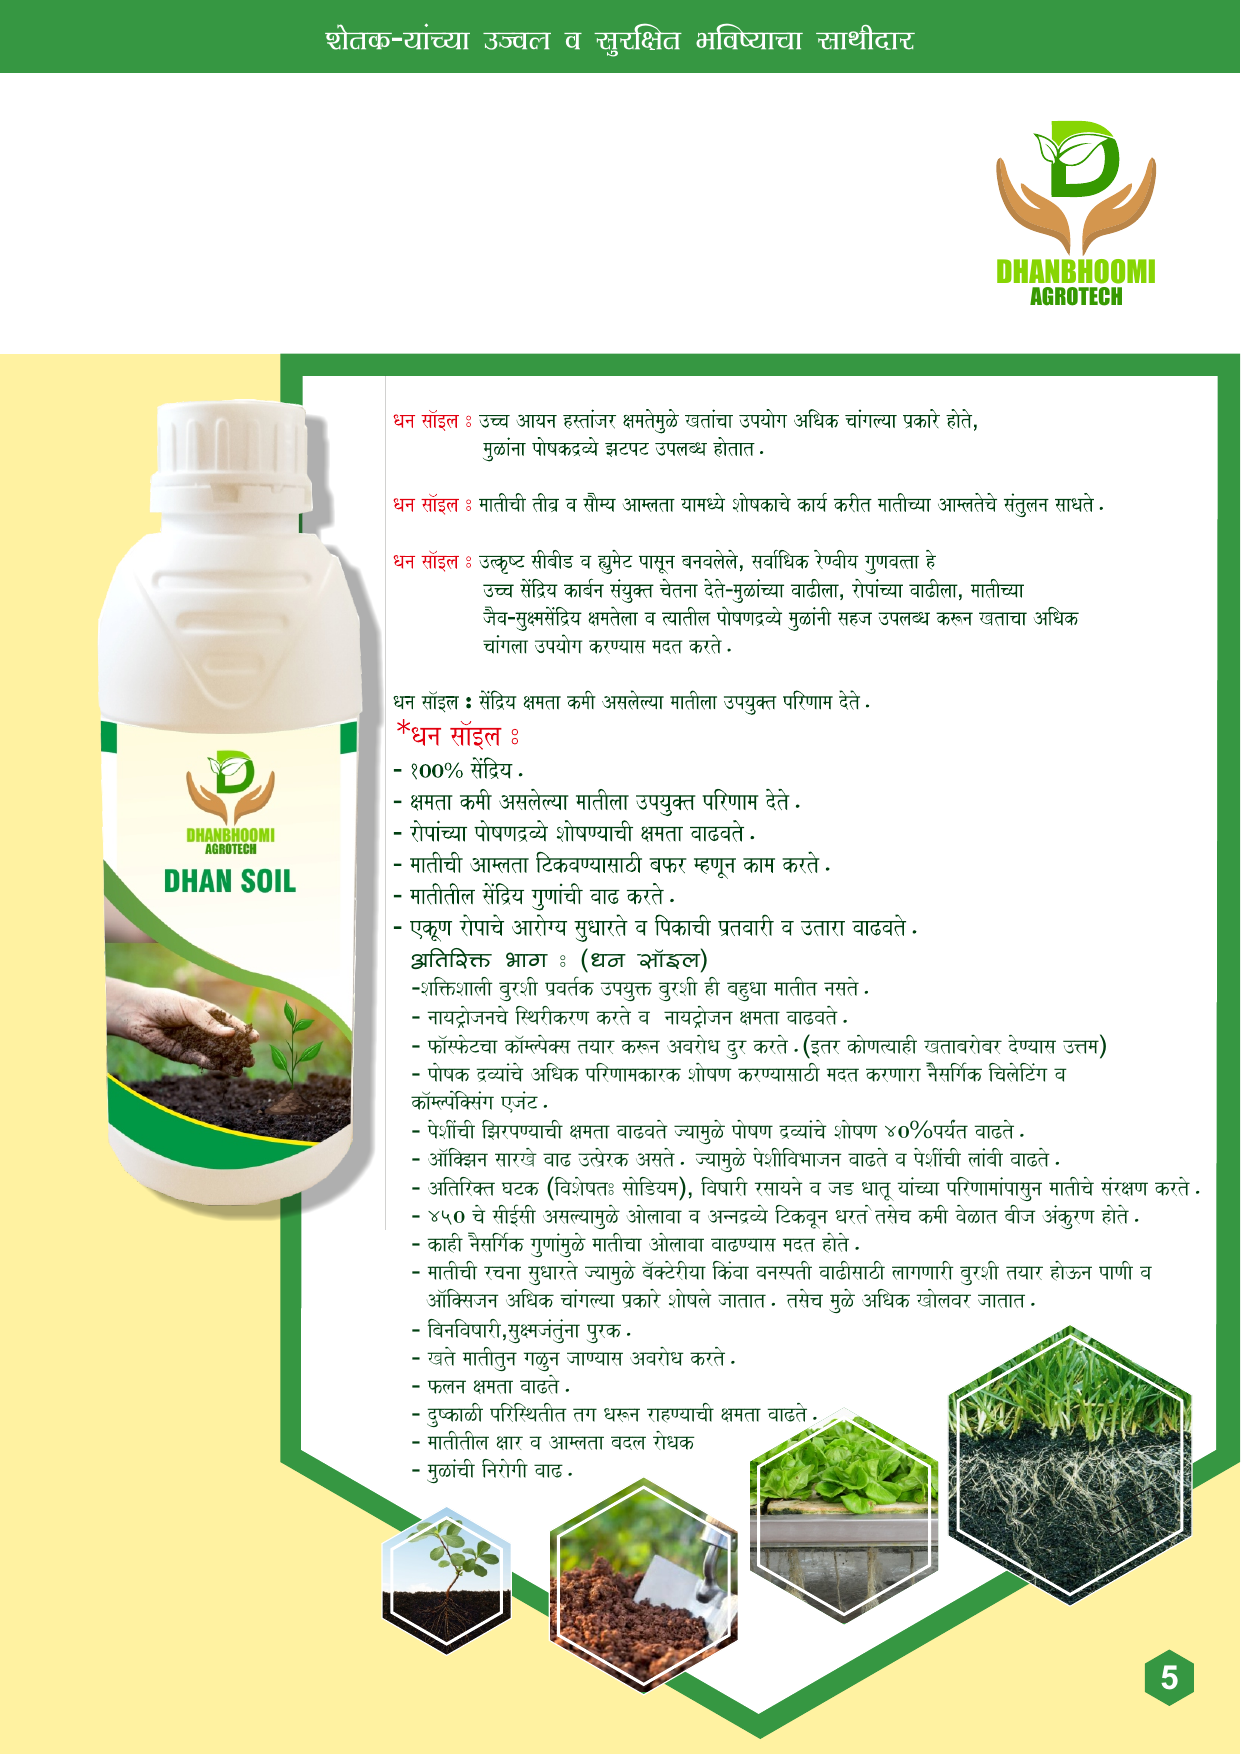 शेतक-यांच्या उज्वल व सुरक्षित भविष्याचा साथीदार
DHANBHOOMI
AGROTECH
धन सॉइल : उच्च आयन हस्तांजर क्षमतेमुळे खतांचा उपयोग अधिक चांगल्या प्रकारे होते,
मुळांना पोषकद्रव्ये झटपट उपलब्ध होतात.
धन सॉइल : मातीची तीव्र व सौम्य आम्लता यामध्ये शोषकाचे कार्य करीत मातीच्या आम्लतेचे संतुलन साधते.
धन सॉइल : उत्कृष्ट सीबीड व ह्युमेट पासून बनवलेले, सर्वाधिक रेण्वीय गुणवत्ता हे
उच्च सेंद्रिय कार्बन संयुक्त चेतना देते-मुळांच्या वाढीला, रोपांच्या वाढीला, मातीच्या
जैव-सुक्ष्मसेंद्रिय क्षमतेला व त्यातील पोषणद्रव्ये मुळांनी सहज उपलब्ध करून खताचा अधिक
चांगला उपयोग करण्यास मदत करते.
धन सॉइल : सेंद्रिय क्षमता कमी असलेल्या मातीला उपयुक्त परिणाम देते.
*धन सॉइल :
- १००% सेंद्रिय.
- क्षमता कमी असलेल्या मातीला उपयुक्त परिणाम देते.
- रोपांच्या पोषणद्रव्ये शोषण्याची क्षमता वाढवते.
- मातीची आम्लता टिकवण्यासाठी बफर म्हणून काम करते.
- मातीतील सेंद्रिय गुणांची वाढ करते.
- एकूण रोपाचे आरोग्य सुधारते व पिकाची प्रतवारी व उतारा वाढवते.
अतिरिक्त भाग : (धन सॉइल)
-शक्तिशाली बुरशी प्रवर्तक उपयुक्त बुरशी ही बहुधा मातीत नसते.
- नायट्रोजनचे स्थिरीकरण करते व नायट्रोजन क्षमता वाढवते.
- फॉस्फेटचा कॉम्प्लेक्स तयार करून अवरोध दुर करते.(इतर कोणत्याही खतावरोबर देण्यास उत्तम)
- पोषक द्रव्यांचे अधिक परिणामकारक शोषण करण्यासाठी मदत करणारा नैसर्गिक चिलेटिंग व
कॉम्प्लेक्सिंग एजंट.
- पेशींची झिरपण्याची क्षमता वाढवते ज्यामुळे पोषण द्रव्यांचे शोषण ४०%पर्यंत वाढते.
- ऑक्झिन सारखे वाढ उत्प्रेरक असते. ज्यामुळे पेशीविभाजन वाढते व पेशींची लांबी वाढते.
- अतिरिक्त घटक (विशेषतः सोडियम), विषारी रसायने व जड धातू यांच्या परिणामांपासुन मातीचे संरक्षण करते.
- ४५० चे सीईसी असल्यामुळे ओलावा व अन्नद्रव्ये टिकवून धरते तसेच कमी वेळात बीज अंकुरण होते.
- काही नैसर्गिक गुणांमुळे मातीचा ओलावा वाढण्यास मदत होते.
- मातीची रचना सुधारते ज्यामुळे बॅक्टेरीया किंवा वनस्पती वाढीसाठी लागणारी बुरशी तयार होऊन पाणी व
ऑक्सिजन अधिक चांगल्या प्रकारे शोषले जातात. तसेच मुळे अधिक खोलवर जातात.
- बिनविषारी,सुक्ष्मजंतुंना पुरक.
- खते मातीतुन गळुन जाण्यास अवरोध करते.
- फलन क्षमता वाढते.
- दुष्काळी परिस्थितीत तग धरून राहण्याची क्षमता वाढते.
- मातीतील क्षार व आम्लता बदल रोधक
- मुळांची निरोगी वाढ.
DHANBHOOMI
AGROTECH
DHAN SOIL
5